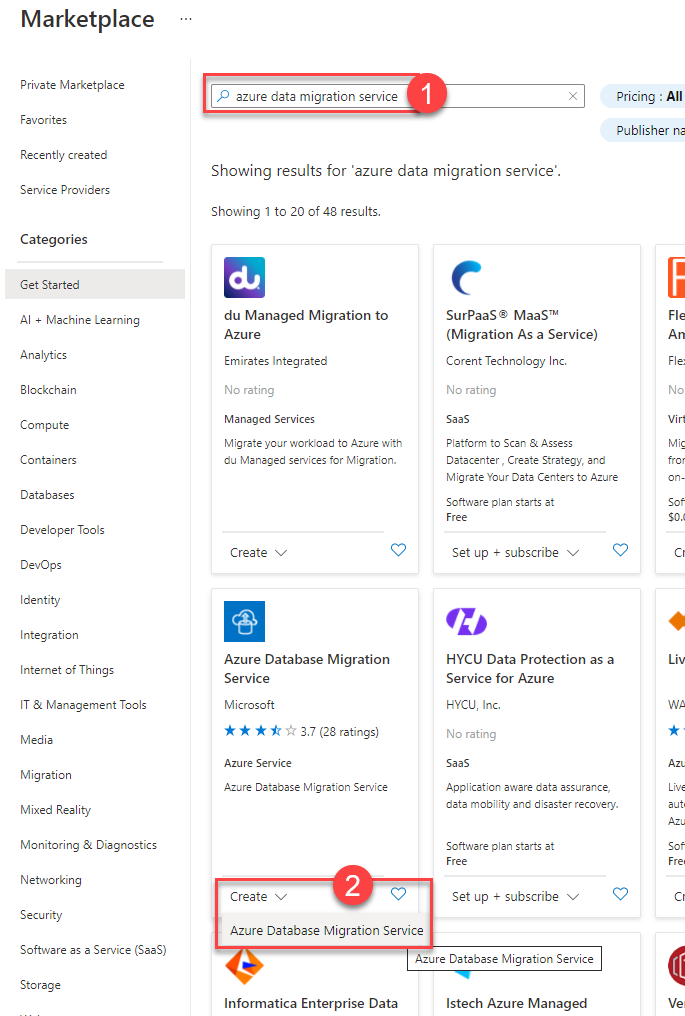 Marketplace ...
Private Marketplace
Favorites
Recently created
Service Providers
Categories
Get Started
AI + Machine Learning
Analytics
Blockchain
Compute
Containers
Databases
Developer Tools
DevOps
Identity
Integration
Internet of Things
IT & Management Tools
Media
Migration
Mixed Reality
Monitoring & Diagnostics
Networking
Security
Software as a Service (SaaS)
Storage
azure data migration service
1
Pricing : All
Publisher na
Showing results for 'azure data migration service'.
Showing 1 to 20 of 48 results.
du
du Managed Migration to
Azure
Emirates Integrated
No rating
Managed Services
Migrate your workload to Azure with
du Managed services for Migration.
Create
SurPaaS® MaaS™
(Migration As a Service)
Corent Technology Inc.
No rating
SaaS
Platform to Scan & Assess
Datacenter , Create Strategy, and
Migrate Your Data Centers to Azure
Software plan starts at
Free
Set up + subscribe
Fle
Am
Flex
No
Virt
Mig
from
on-
Sof
$0.
Cr
Azure Database Migration
Service
Microsoft
3.7 (28 ratings)
Azure Service
Azure Database Migration Service
Create
2
Azure Database Migration Service
Azure Database Migration Service
HYCU Data Protection as a
Service for Azure
HYCU, Inc.
No rating
SaaS
Application aware data assurance,
data mobility and disaster recovery.
Software plan starts at
Free
Set up + subscribe
Liv
WA
Azu
Live
auto
Azu
Sof
Free
Cr
Informatica Enterprise Data
Istech Azure Managed
Ve